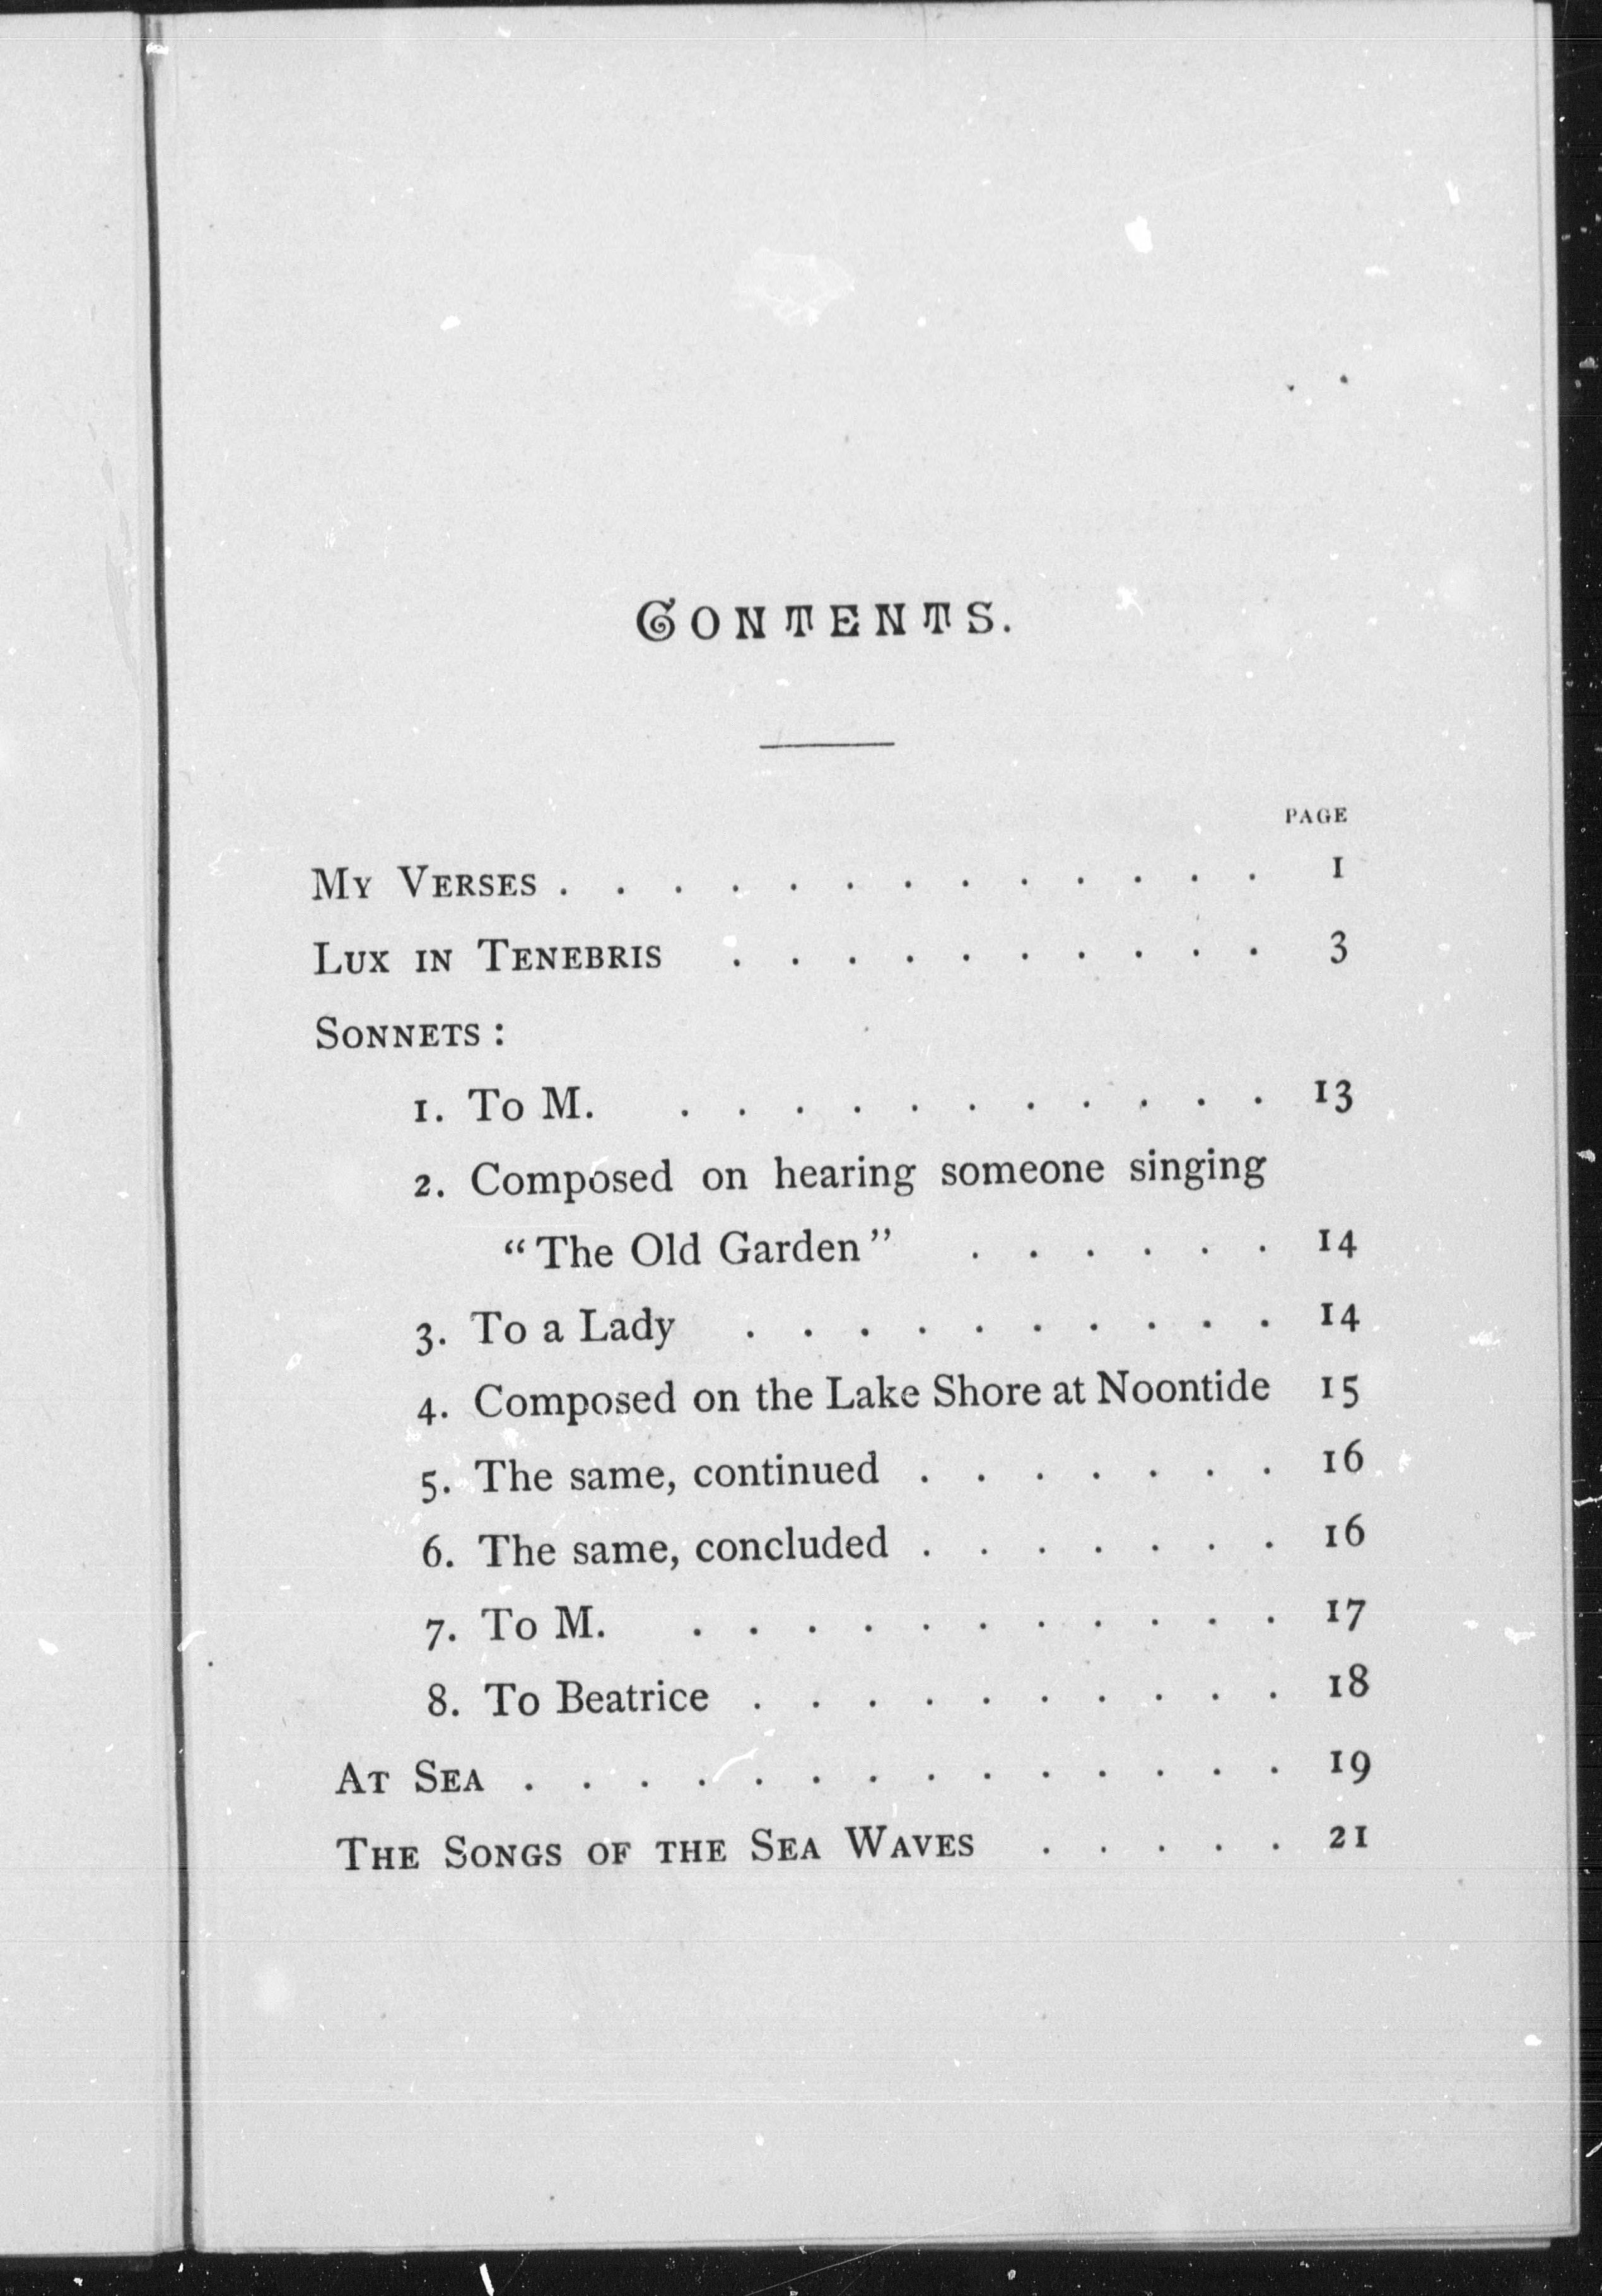 CONTENTS.
PAGE
MY VERSES . . . . . . . . . . . . . 1
LUX IN TENEBRIS . . . . . . . . . . 3
SONNETS :
1. To M. . . . . . . . . . . . 13
2. Composed on hearing someone singing
"The Old Garden" . . . . . . 14
3. To a Lady . . . . . . . . . . 14
4. Composed on the Lake Shore at Noontide 15
5. The same, continued . . . . . . . 16
6. The same, concluded . . . . . . . 16
7. To M. . . . . . . . . . . . 17
8. To Beatrice . . . . . . . . . . 18
AT SEA . . . . . . . . . . . . . . 19
THE SONGS OF THE SEA WAVES . . . . . 21